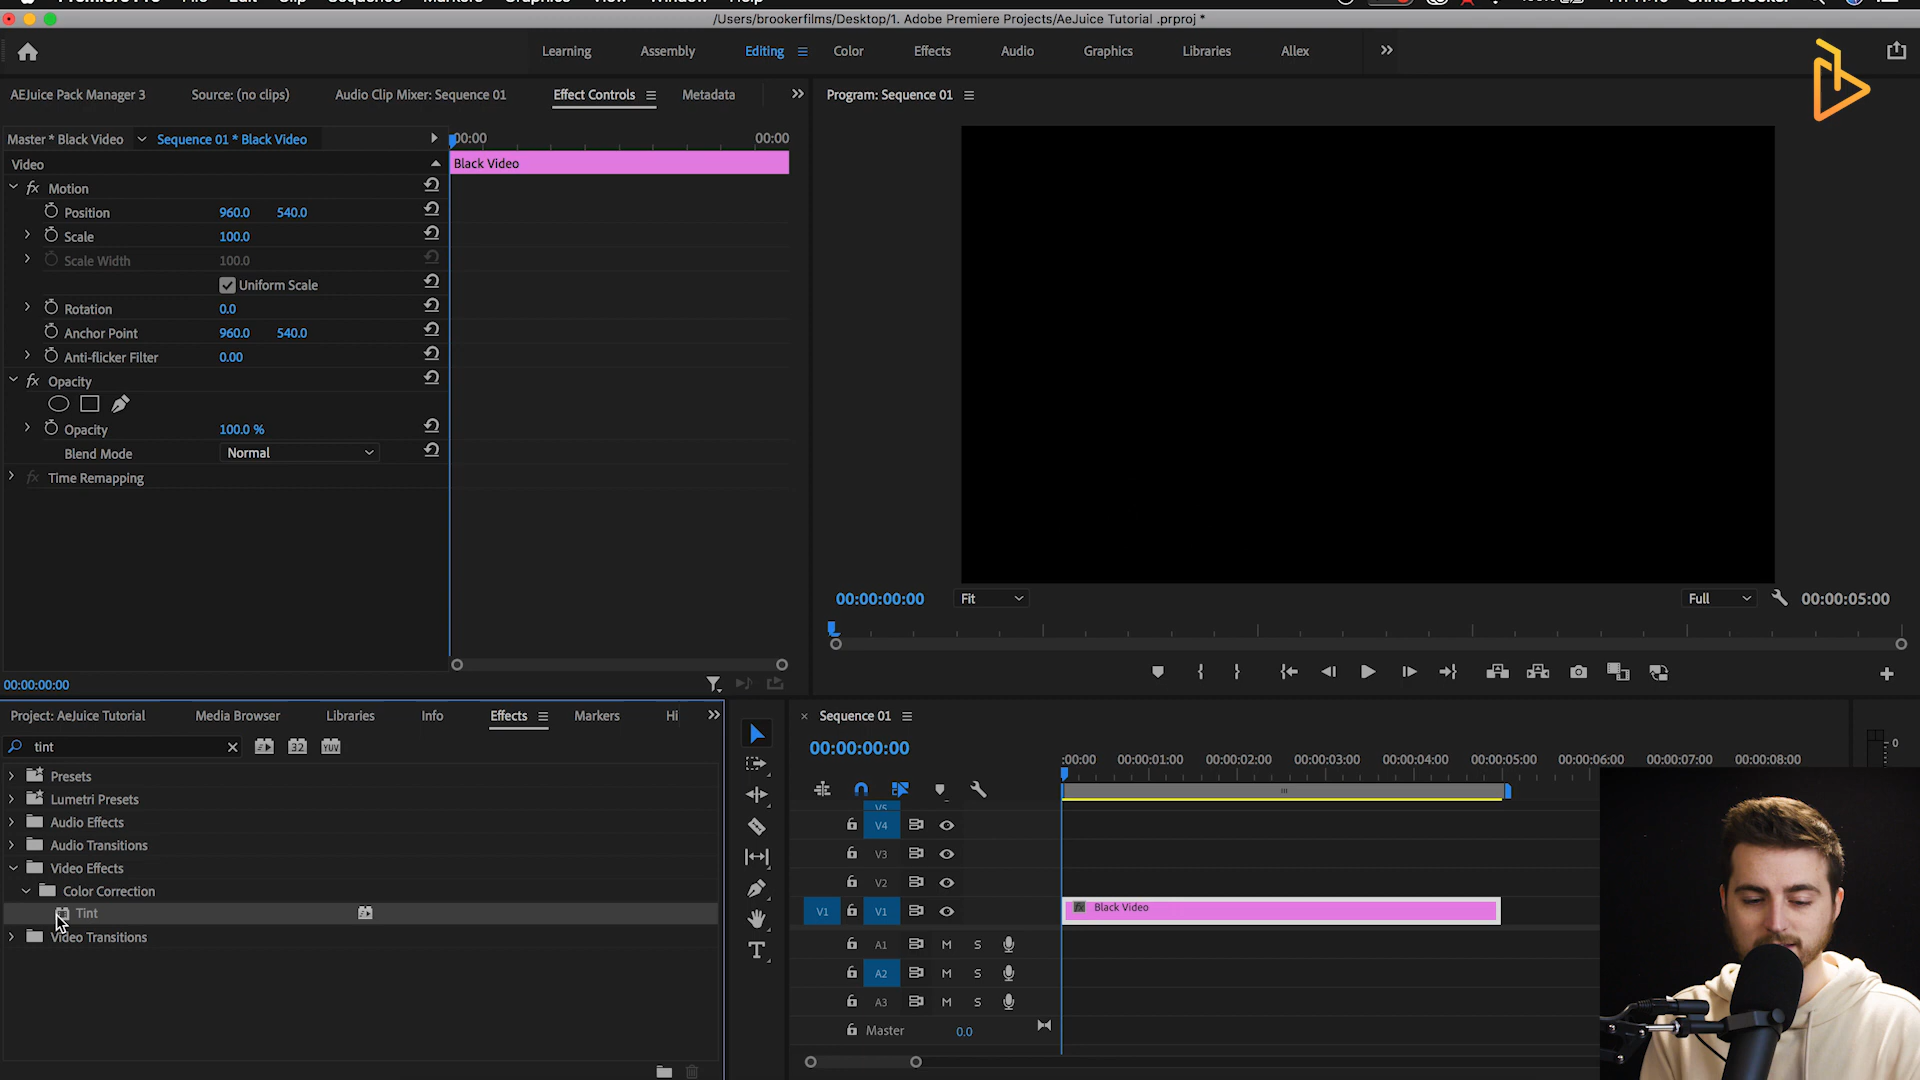 /Users/brookerfilms/Desktop/1. Adobe Premiere Projects/AeJuice Tutorial .prproj *
Learning
Assembly
Editing
Color
Effects
Audio
Graphics
Libraries
Allex
AEJuice Pack Manager 3
Source: (no clips)
Audio Clip Mixer: Sequence 01
Effect Controls
Metadata
Program: Sequence 01
Master * Black Video
Sequence 01 * Black Video
:00:00
00:00
Video
Black Video
fx Motion
Position 960.0 540.0
Scale 100.0
Scale Width 100.0
Uniform Scale
Rotation 0.0
Anchor Point 960.0 540.0
Anti-flicker Filter 0.00
fx Opacity
Opacity 100.0 %
Blend Mode Normal
fx Time Remapping
00:00:00:00
Fit
Full
00:00:05:00
00:00:00:00
Project: AeJuice Tutorial
Media Browser
Libraries
Info
Effects
Markers
Hi
tint
32
YUV
Presets
Lumetri Presets
Audio Effects
Audio Transitions
Video Effects
Color Correction
Tint
Video Transitions
Sequence 01
00:00:00:00
:00:00
00:00:01:00
00:00:02:00
00:00:03:00
00:00:04:00
00:00:05:00
00:00:06:00
00:00:07:00
00:00:08:00
V5
V4
V3
V2
V1 V1
fx Black Video
A1 M S
A2 M S
A3 M S
Master 0.0
0